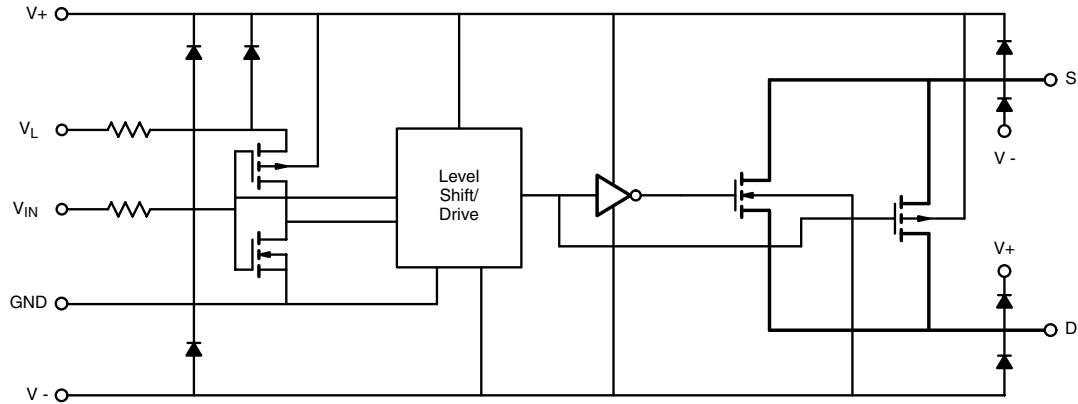 V+
S
V_L
V -
Level
Shift/
Drive
V_IN
V+
GND
D
V -